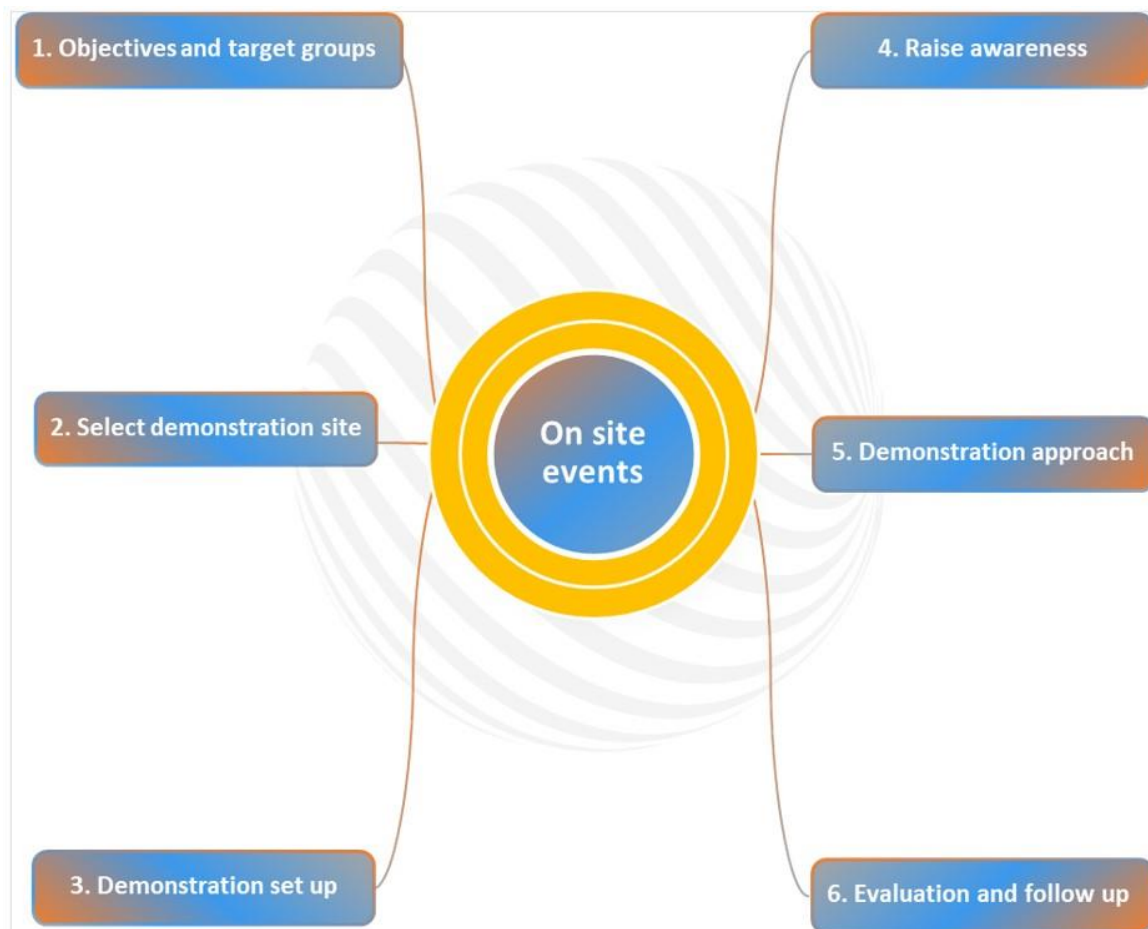 1. Objectives and target groups
2. Select demonstration site
3. Demonstration set up
On site
events
4. Raise awareness
5. Demonstration approach
6. Evaluation and follow up